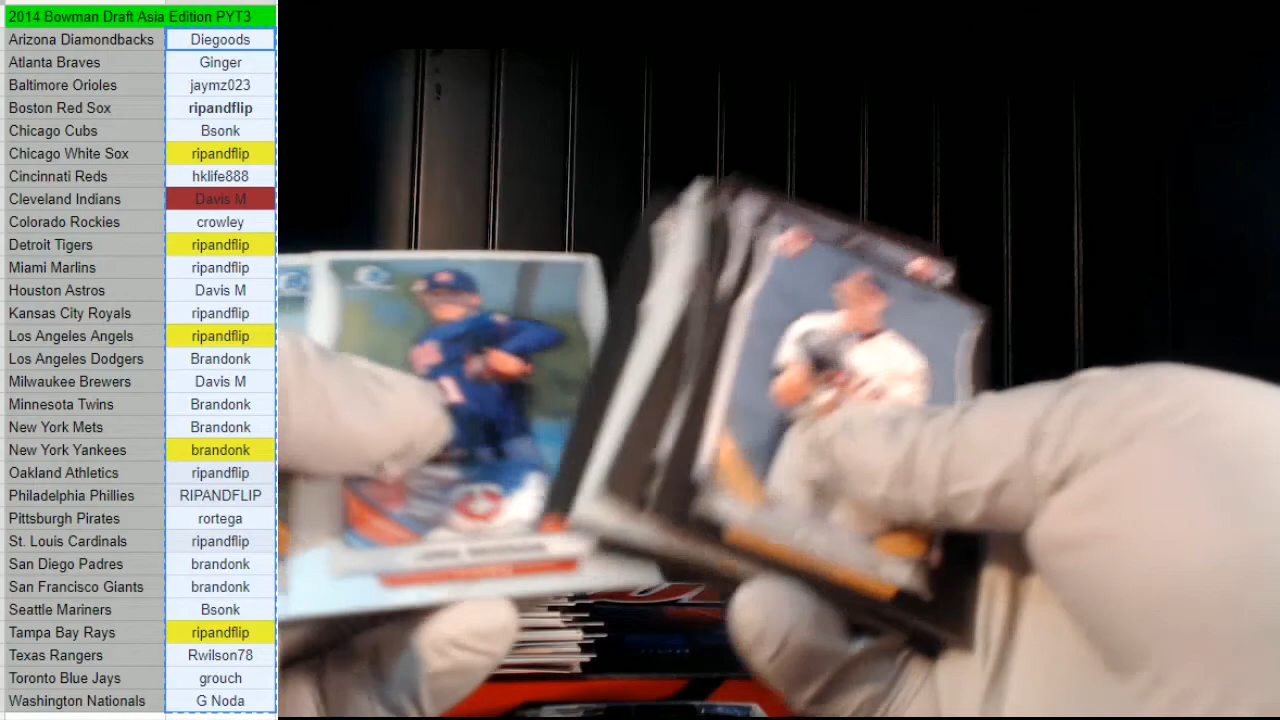 2014 Bowman Draft Asia Edition PYT3
Arizona Diamondbacks Diegoods
Atlanta Braves Ginger
Baltimore Orioles jaymz023
Boston Red Sox ripandflip
Chicago Cubs Bsonk
Chicago White Sox ripandflip
Cincinnati Reds hklife888
Cleveland Indians Davis M
Colorado Rockies crowley
Detroit Tigers ripandflip
Miami Marlins ripandflip
Houston Astros Davis M
Kansas City Royals ripandflip
Los Angeles Angels ripandflip
Los Angeles Dodgers Brandonk
Milwaukee Brewers Davis M
Minnesota Twins Brandonk
New York Mets Brandonk
New York Yankees brandonk
Oakland Athletics ripandflip
Philadelphia Phillies RIPANDFLIP
Pittsburgh Pirates rortega
St. Louis Cardinals ripandflip
San Diego Padres brandonk
San Francisco Giants brandonk
Seattle Mariners Bsonk
Tampa Bay Rays ripandflip
Texas Rangers Rwilson78
Toronto Blue Jays grouch
Washington Nationals G Noda